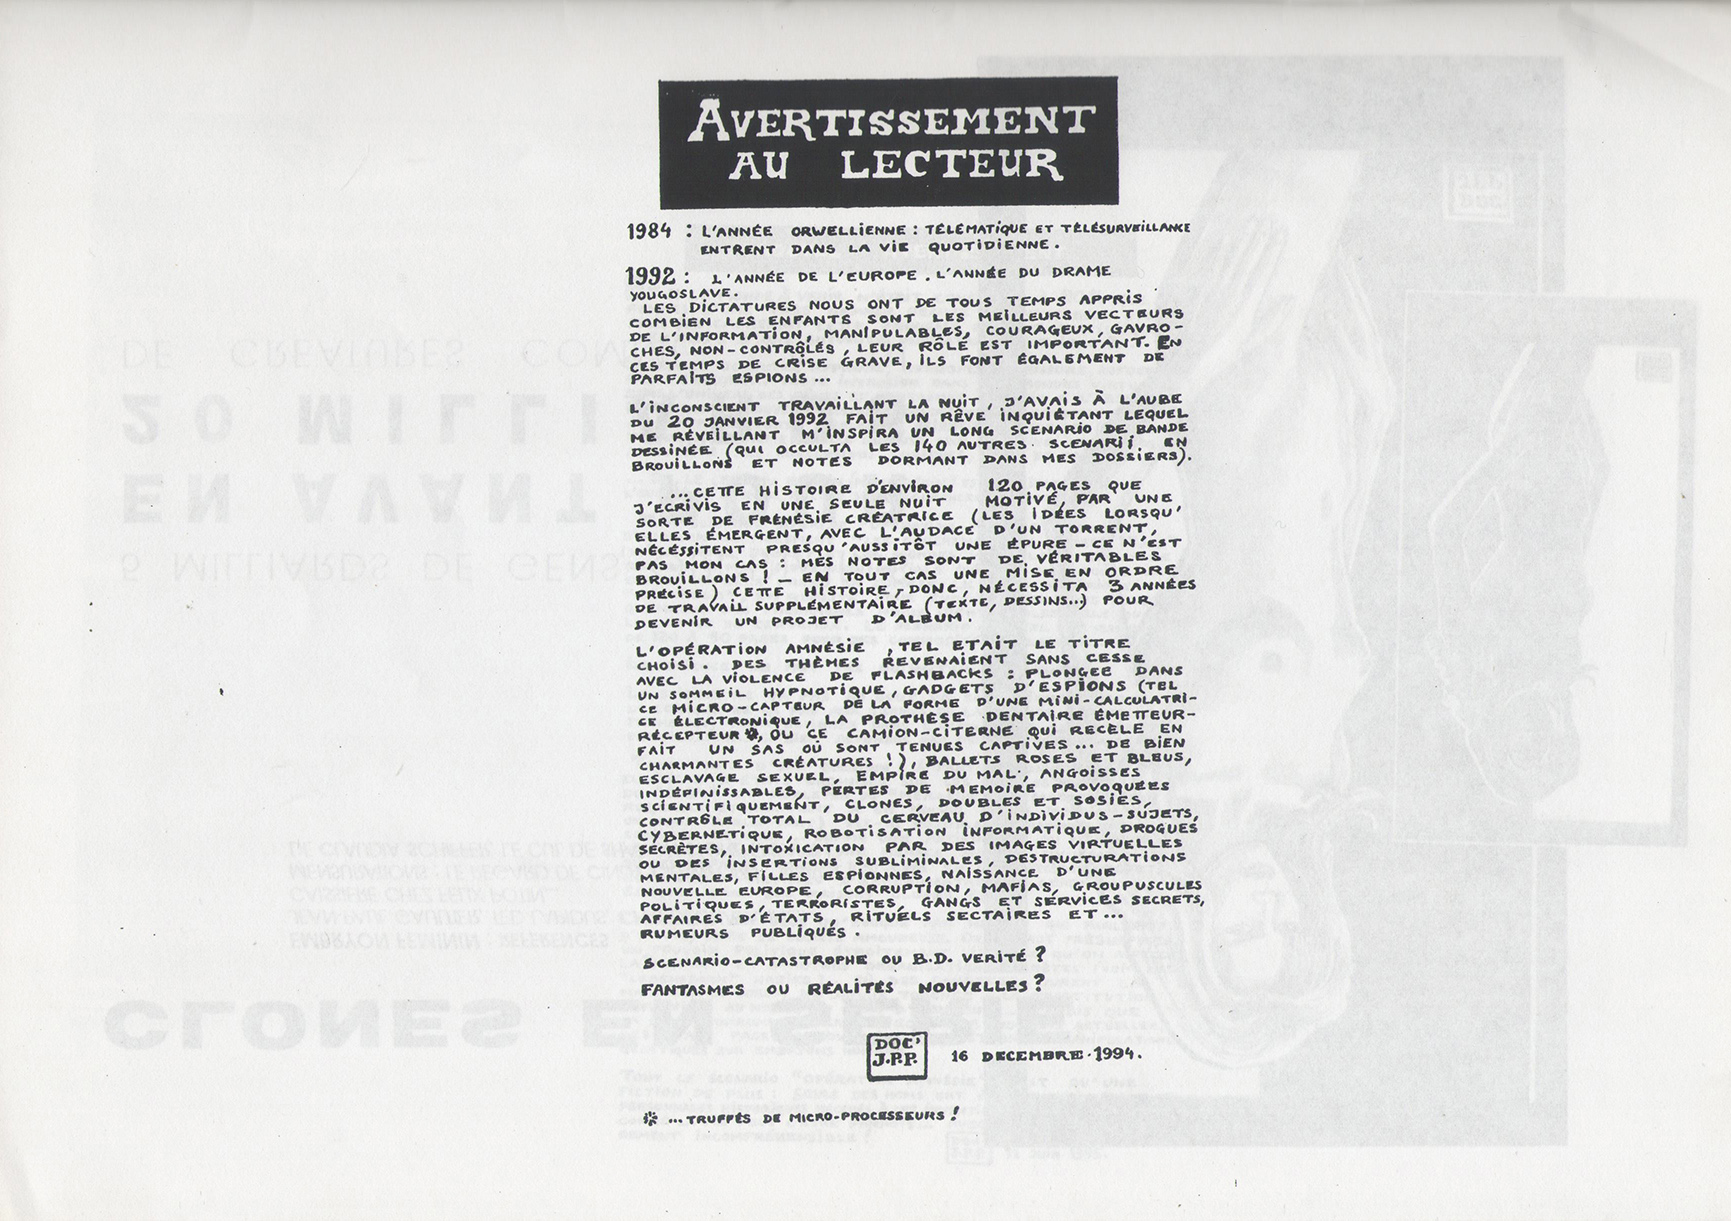 AVERTISSEMENT
AU LECTEUR
1984 : L'ANNÉE ORWELLIENNE : TÉLÉMATIQUE ET TÉLÉSURVEILLANCE
ENTRENT DANS LA VIE QUOTIDIENNE.
1992 : L'ANNÉE DE L'EUROPE. L'ANNÉE DU DRAME
YOUGOSLAVE.
LES DICTATURES NOUS ONT DE TOUS TEMPS APPRIS
COMBIEN LES ENFANTS SONT LES MEILLEURS VECTEURS
DE L'INFORMATION, MANIPULABLES, COURAGEUX, GAVRO-
CHES, NON-CONTRÔLÉS, LEUR RÔLE EST IMPORTANT. EN
CES TEMPS DE CRISE GRAVE, ILS FONT ÉGALEMENT DE
PARFAITS ESPIONS...
L'INCONSCIENT TRAVAILLANT LA NUIT, J'AVAIS À L'AUBE
DU 20 JANVIER 1992 FAIT UN RÊVE INQUIÉTANT LEQUEL
ME RÉVEILLANT M'INSPIRA UN LONG SCENARIO DE BANDE
DESSINÉE (QUI OCCULTA LES 140 AUTRES SCENARII EN
BROUILLONS ET NOTES DORMANT DANS MES DOSSIERS).
...CETTE HISTOIRE D'ENVIRON 120 PAGES QUE
J'ECRIVIS EN UNE SEULE NUIT MOTIVÉ, PAR UNE
SORTE DE FRÉNÉSIE CRÉATRICE (LES IDÉES LORSQU'
ELLES ÉMERGENT, AVEC L'AUDACE D'UN TORRENT,
NÉCÉSSITENT PRESQU'AUSSITÔT UNE ÉPURE - CE N'EST
PAS MON CAS : MES NOTES SONT DE VÉRITABLES
BROUILLONS ! - EN TOUT CAS UNE MISE EN ORDRE
PRÉCISE) CETTE HISTOIRE, DONC, NÉCESSITA 3 ANNÉES
DE TRAVAIL SUPPLÉMENTAIRE (TEXTE, DESSINS...) POUR
DEVENIR UN PROJET D'ALBUM.
L'OPÉRATION AMNÉSIE, TEL ETAIT LE TITRE
CHOISI. DES THÈMES REVENAIENT SANS CESSE
AVEC LA VIOLENCE DE FLASHBACKS : PLONGEE DANS
UN SOMMEIL HYPNOTIQUE, GADGETS D'ESPIONS (TEL
CE MICRO-CAPTEUR DE LA FORME D'UNE MINI-CALCULATRI-
CE ÉLECTRONIQUE, LA PROTHÈSE DENTAIRE ÉMETTEUR-
RÉCEPTEUR *, OU CE CAMION-CITERNE QUI RECÈLE EN
FAIT UN SAS OÙ SONT TENUES CAPTIVES... DE BIEN
CHARMANTES CRÉATURES !), BALLETS ROSES ET BLEUS,
ESCLAVAGE SEXUEL, EMPIRE DU MAL, ANGOISSES
INDÉFINISSABLES, PERTES DE MEMOIRE PROVOQUÉES
SCIENTIFIQUEMENT, CLONES, DOUBLES ET SOSIES,
CONTRÔLE TOTAL DU CERVEAU D'INDIVIDUS-SUJETS,
CYBERNETIQUE, ROBOTISATION INFORMATIQUE, DROGUES
SECRÈTES, INTOXICATION PAR DES IMAGES VIRTUELLES
OU DES INSERTIONS SUBLIMINALES, DESTRUCTURATIONS
MENTALES, FILLES ESPIONNES, NAISSANCE D'UNE
NOUVELLE EUROPE, CORRUPTION, MAFIAS, GROUPUSCULES
POLITIQUES, TERRORISTES, GANGS ET SERVICES SECRETS,
AFFAIRES D'ÉTATS, RITUELS SECTAIRES ET...
RUMEURS PUBLIQUES.
SCENARIO-CATASTROPHE OU B.D. VERITÉ ?
FANTASMES OU RÉALITÉS NOUVELLES ?
DOC'
J.P.P.
16 DECEMBRE 1994.
* ...TRUFFÉS DE MICRO-PROCESSEURS !